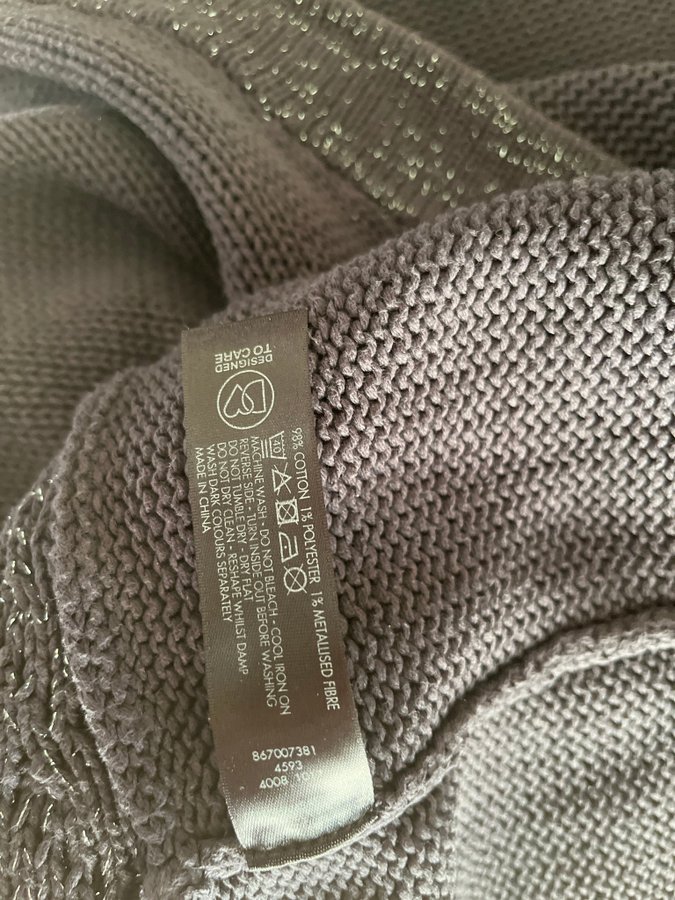 DESIGNED
TO CARE
98% COTTON 1% POLYESTER 1% METALLISED FIBRE
40
MACHINE WASH - DO NOT BLEACH - COOL IRON ON
REVERSE SIDE - TURN INSIDE OUT BEFORE WASHING
DO NOT TUMBLE DRY - DRY FLAT
DO NOT DRY CLEAN - RESHAPE WHILST DAMP
WASH DARK COLOURS SEPARATELY
MADE IN CHINA
867007381
4593
4008